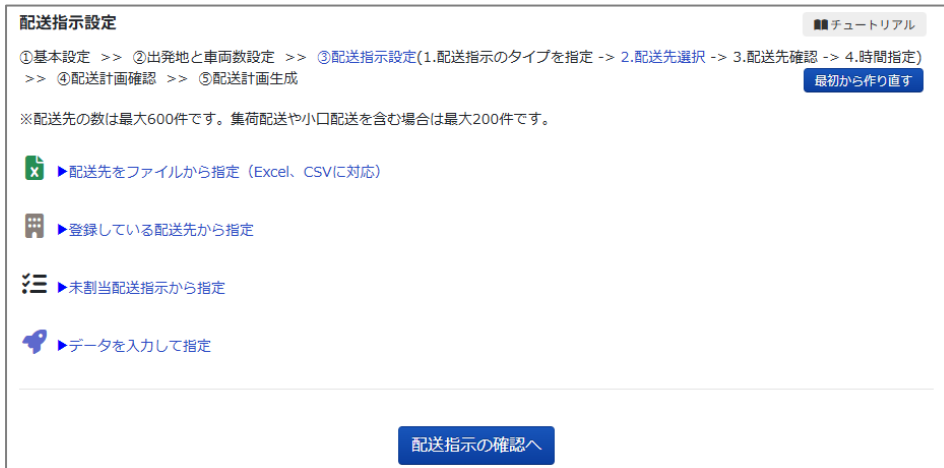 配送指示設定
チュートリアル
①基本設定 >> ②出発地と車両数設定 >> ③配送指示設定(1.配送指示のタイプを指定 -> 2.配送先選択 -> 3.配送先確認 -> 4.時間指定)
>> ④配送計画確認 >> ⑤配送計画生成
最初から作り直す
※配送先の数は最大600件です。集荷配送や小口配送を含む場合は最大200件です。
▶配送先をファイルから指定（Excel、CSVに対応）
▶登録している配送先から指定
▶未割当配送指示から指定
▶データを入力して指定
配送指示の確認へ